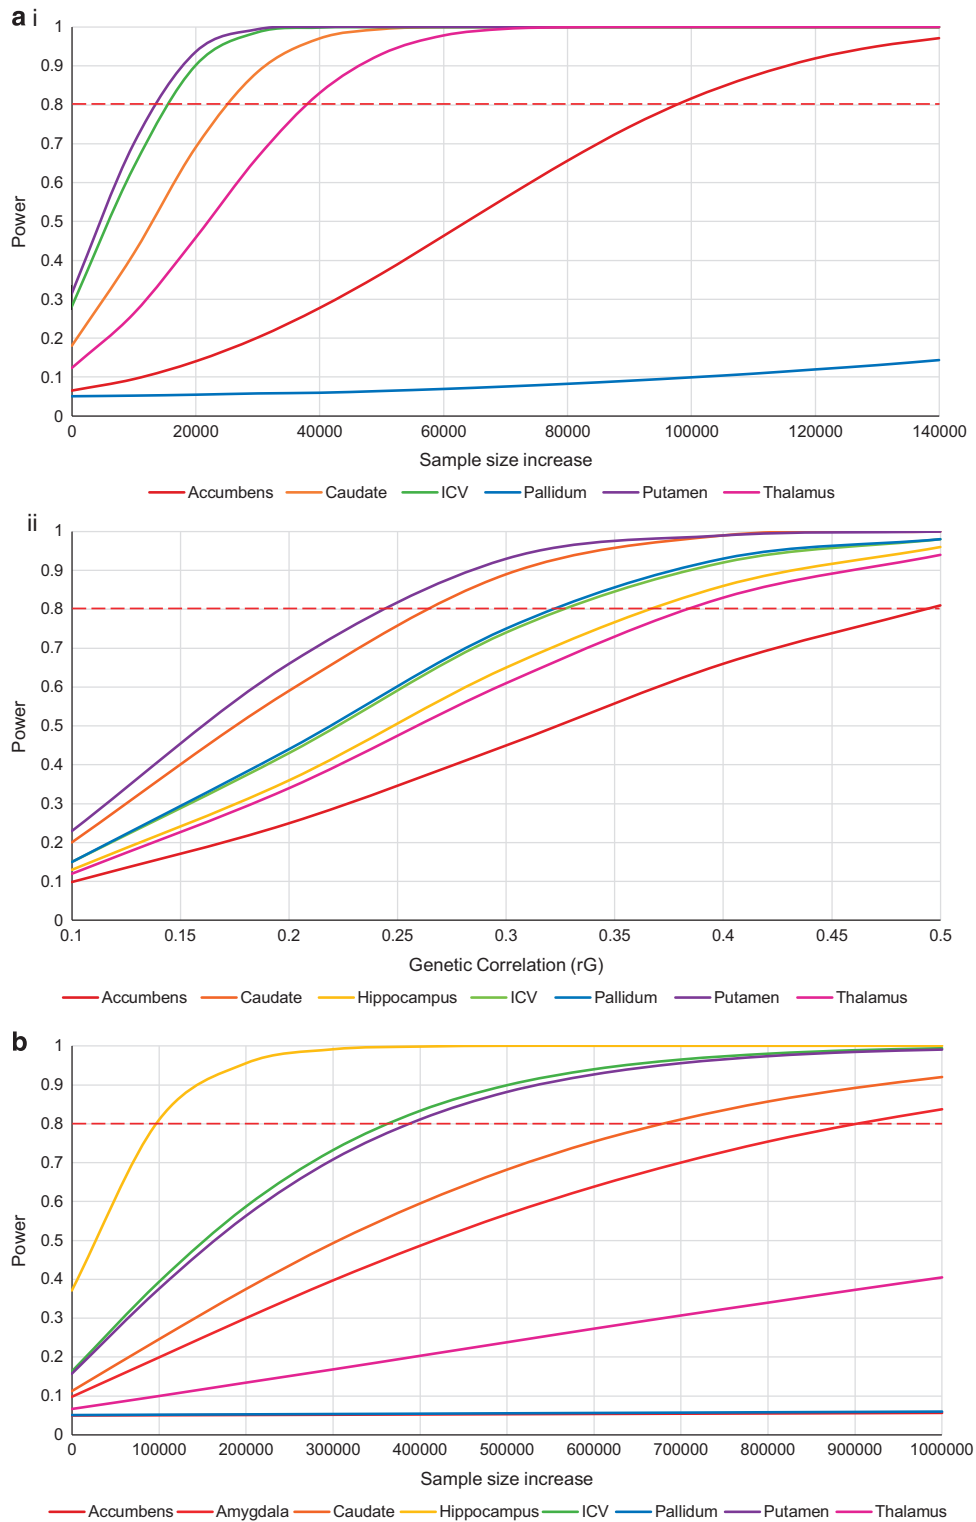 a i
1
0.9
0.8
0.7
0.6
0.5
0.4
0.3
0.2
0.1
0
Power
0 20000 40000 60000 80000 100000 120000 140000
Sample size increase
Accumbens Caudate ICV Pallidum Putamen Thalamus
ii
1
0.9
0.8
0.7
0.6
0.5
0.4
0.3
0.2
0.1
0
Power
0.1 0.15 0.2 0.25 0.3 0.35 0.4 0.45 0.5
Genetic Correlation (rG)
Accumbens Caudate Hippocampus ICV Pallidum Putamen Thalamus
b
1
0.9
0.8
0.7
0.6
0.5
0.4
0.3
0.2
0.1
0
Power
0 100000 200000 300000 400000 500000 600000 700000 800000 900000 1000000
Sample size increase
Accumbens Amygdala Caudate Hippocampus ICV Pallidum Putamen Thalamus